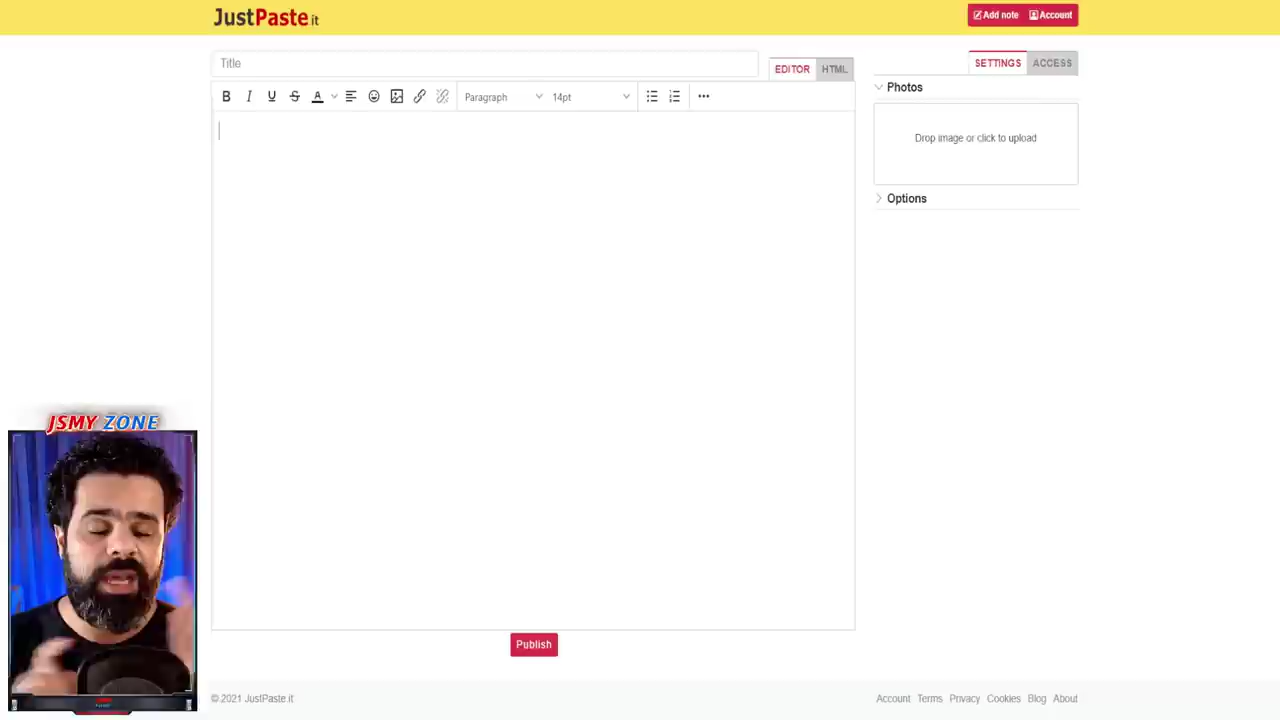 JustPaste it
Add note Account
Title
EDITOR HTML
SETTINGS ACCESS
Photos
B I U S A Paragraph 14pt
Drop image or click to upload
Options
JSMY ZONE
Publish
© 2021 JustPaste it
Account Terms Privacy Cookies Blog About